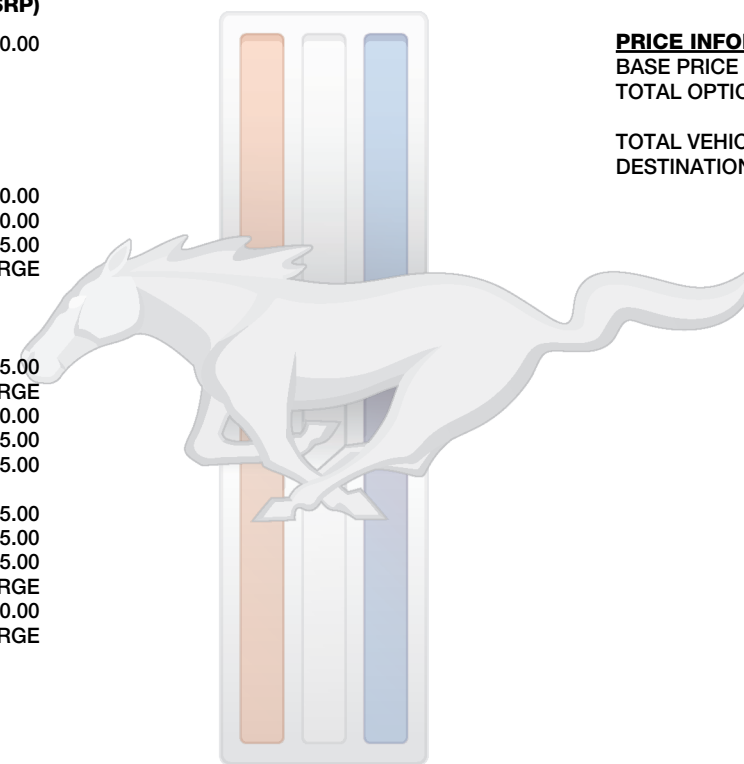 SRP)
0.00
0.00
0.00
5.00
RGE
5.00
RGE
0.00
5.00
5.00
5.00
5.00
5.00
RGE
0.00
RGE
PRICE INFO
BASE PRICE
TOTAL OPTIO
TOTAL VEHIC
DESTINATION